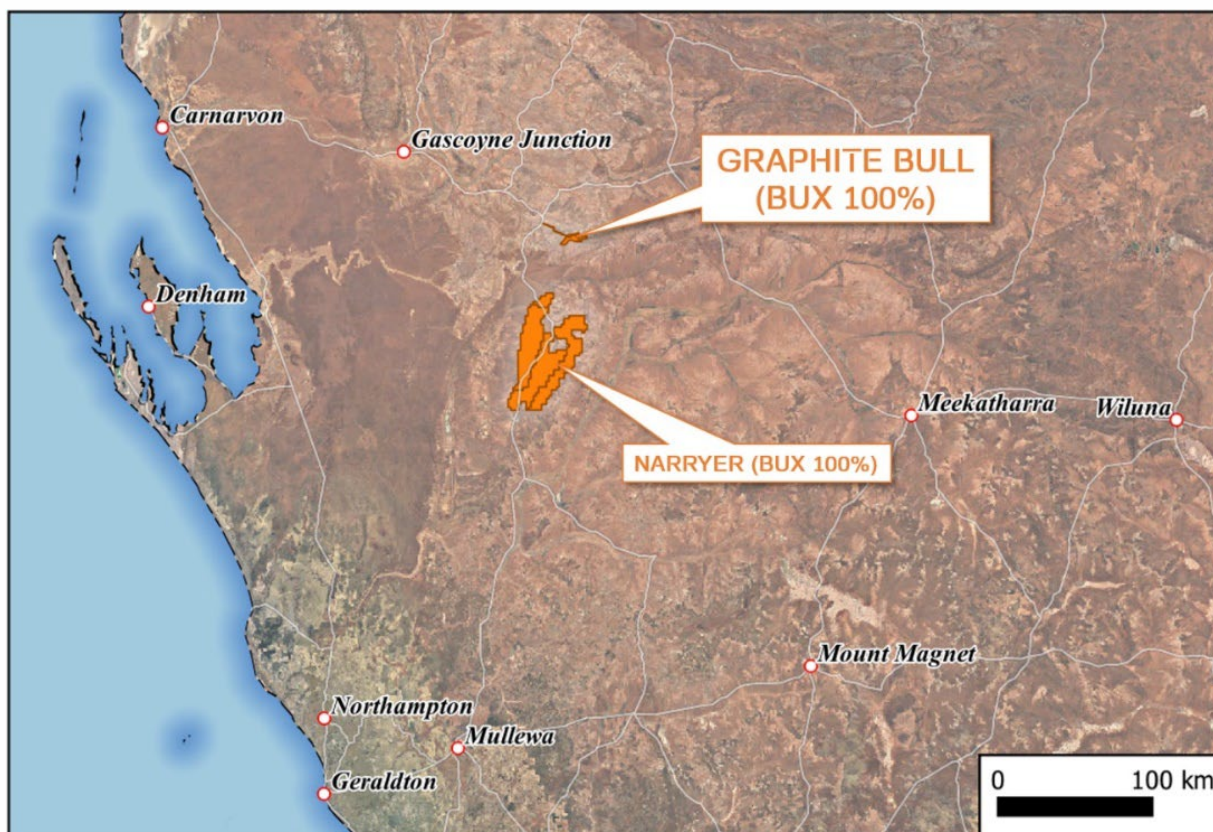 Carnarvon
Gascoyne Junction
GRAPHITE BULL
(BUX 100%)
Denham
Meekatharra
Wiluna
NARRYER (BUX 100%)
Mount Magnet
Northampton
Mullewa
Geraldton
0 100 km